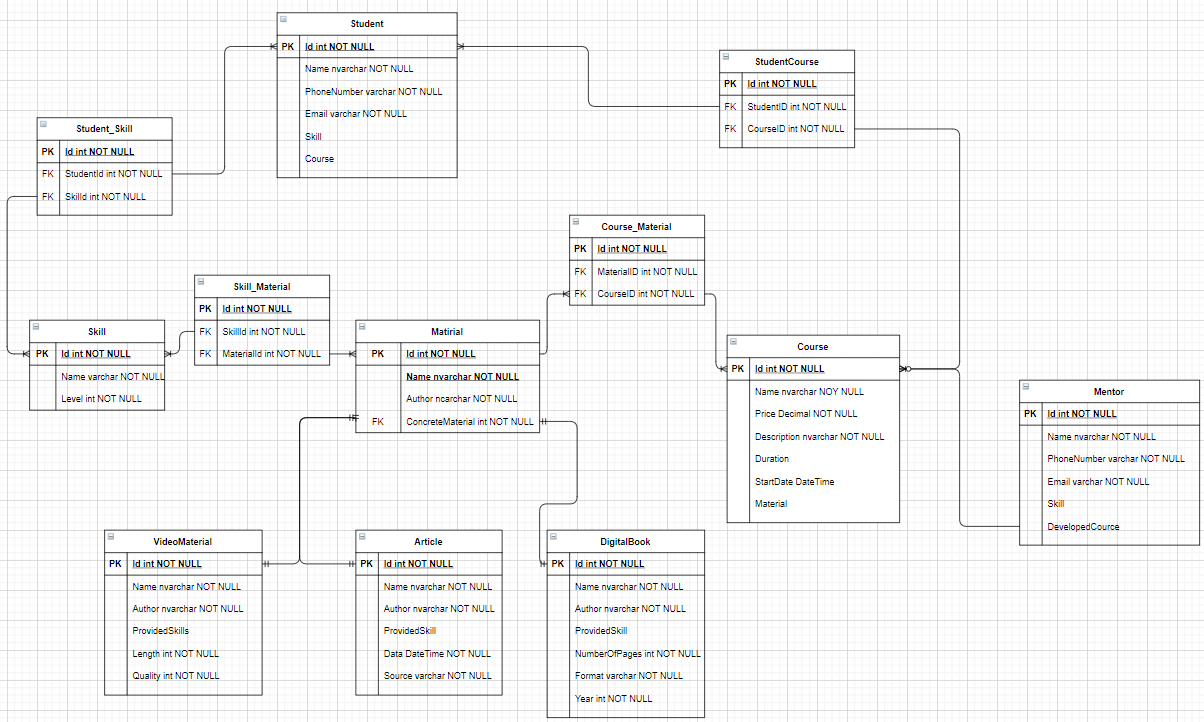 Student
PK Id int NOT NULL
Name nvarchar NOT NULL
PhoneNumber varchar NOT NULL
Email varchar NOT NULL
Skill
Course
StudentCourse
PK Id int NOT NULL
FK StudentID int NOT NULL
FK CourseID int NOT NULL
Student_Skill
PK Id int NOT NULL
FK StudentId int NOT NULL
FK SkillId int NOT NULL
Course_Material
PK Id int NOT NULL
FK MaterialID int NOT NULL
FK CourseID int NOT NULL
Skill_Material
PK Id int NOT NULL
FK SkillId int NOT NULL
FK MaterialId int NOT NULL
Skill
PK Id int NOT NULL
Name varchar NOT NULL
Level int NOT NULL
Matirial
PK Id int NOT NULL
Name nvarchar NOT NULL
Author ncarchar NOT NULL
FK ConcreteMaterial int NOT NULL
Course
PK Id int NOT NULL
Name nvarchar NOY NULL
Price Decimal NOT NULL
Description nvarchar NOT NULL
Duration
StartDate DateTime
Material
Mentor
PK Id int NOT NULL
Name nvarchar NOT NULL
PhoneNumber varchar NOT NULL
Email varchar NOT NULL
Skill
DevelopedCource
VideoMaterial
PK Id int NOT NULL
Name nvarchar NOT NULL
Author nvarchar NOT NULL
ProvidedSkills
Length int NOT NULL
Quality int NOT NULL
Article
PK Id int NOT NULL
Name nvarchar NOT NULL
Author nvarchar NOT NULL
ProvidedSkill
Data DateTime NOT NULL
Source varchar NOT NULL
DigitalBook
PK Id int NOT NULL
Name nvarchar NOT NULL
Author nvarchar NOT NULL
ProvidedSkill
NumberOfPages int NOT NULL
Format varchar NOT NULL
Year int NOT NULL